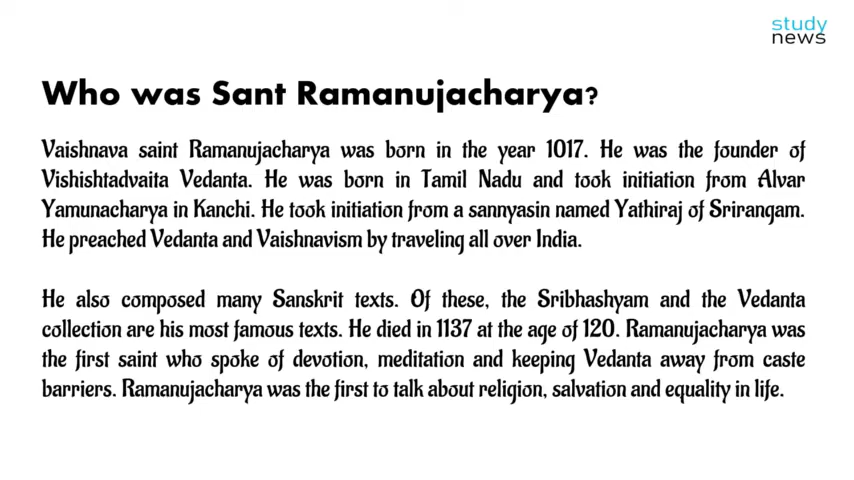 study
news
Who was Sant Ramanujacharya?
Vaishnava saint Ramanujacharya was born in the year 1017. He was the founder of
Vishishtadvaita Vedanta. He was born in Tamil Nadu and took initiation from Alvar
Yamunacharya in Kanchi. He took initiation from a sannyasin named Yathiraj of Srirangam.
He preached Vedanta and Vaishnavism by traveling all over India.
He also composed many Sanskrit texts. Of these, the Sribhashyam and the Vedanta
collection are his most famous texts. He died in 1137 at the age of 120. Ramanujacharya was
the first saint who spoke of devotion, meditation and keeping Vedanta away from caste
barriers. Ramanujacharya was the first to talk about religion, salvation and equality in life.